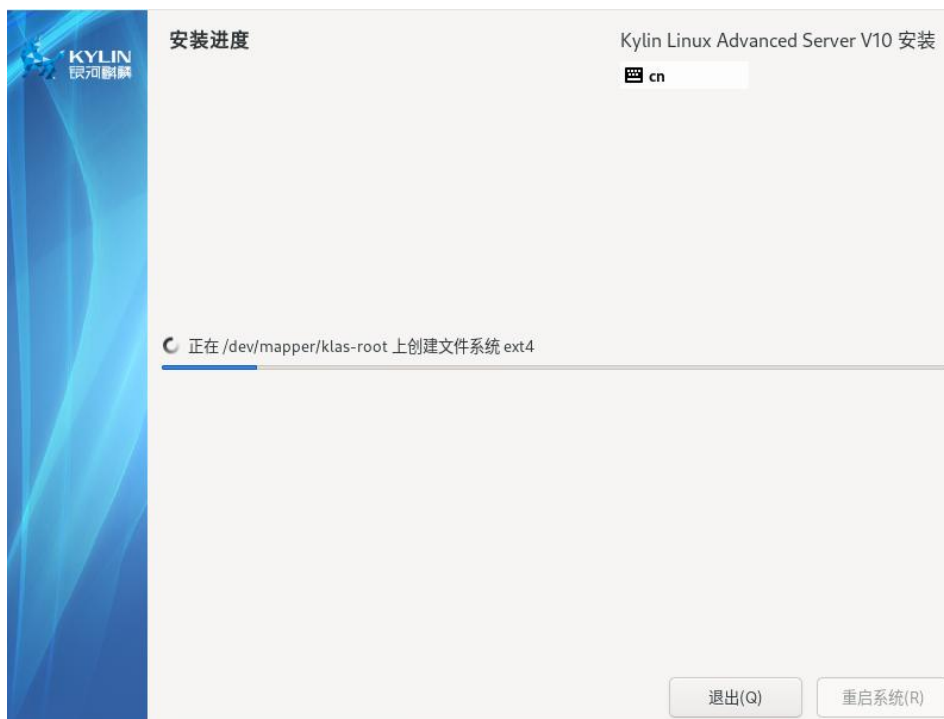 KYLIN
银河麒麟
安装进度
Kylin Linux Advanced Server V10 安装
cn
正在 /dev/mapper/klas-root 上创建文件系统 ext4
退出(Q)
重启系统(R)